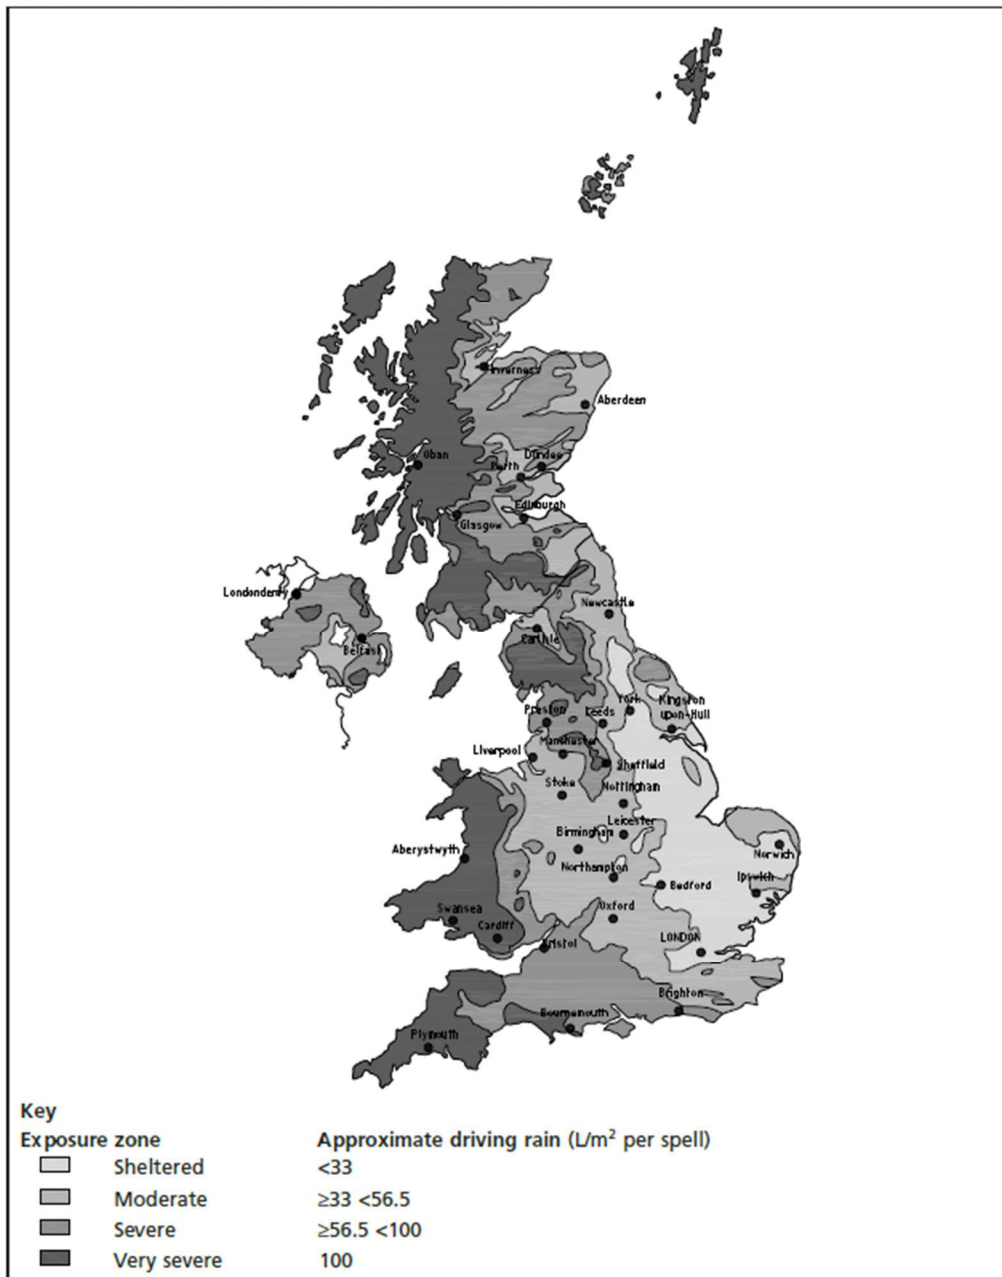 Inverness
Aberdeen
Oban
Dundee
Perth
Edinburgh
Glasgow
Londonderry
Newcastle
Carlisle
Belfast
York
Kingston
upon-Hull
Preston
Leeds
Manchester
Liverpool
Sheffield
Stoke
Nottingham
Leicester
Birmingham
Norwich
Aberystwyth
Northampton
Bedford
Ipswich
Swansea
Oxford
Cardiff
LONDON
Bristol
Brighton
Bournemouth
Plymouth
Key
Exposure zone Approximate driving rain (L/m² per spell)
Sheltered <33
Moderate ≥33 <56.5
Severe ≥56.5 <100
Very severe 100